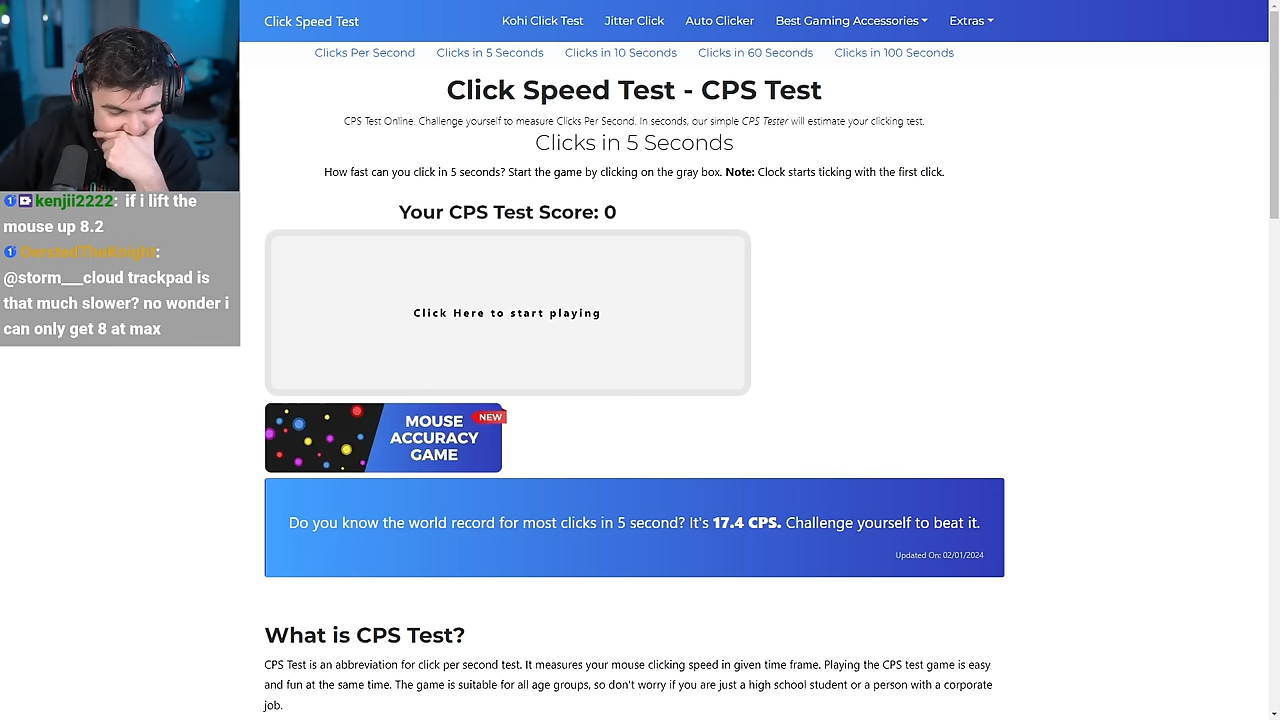 Click Speed Test
Kohi Click Test
Jitter Click
Auto Clicker
Best Gaming Accessories
Extras
Clicks Per Second
Clicks in 5 Seconds
Clicks in 10 Seconds
Clicks in 60 Seconds
Clicks in 100 Seconds
Click Speed Test - CPS Test
CPS Test Online. Challenge yourself to measure Clicks Per Second. In seconds, our simple CPS Tester will estimate your clicking test.
Clicks in 5 Seconds
How fast can you click in 5 seconds? Start the game by clicking on the gray box. Note: Clock starts ticking with the first click.
kenjii2222: if i lift the
mouse up 8.2
@storm___cloud trackpad is
that much slower? no wonder i
can only get 8 at max
Your CPS Test Score: 0
Click Here to start playing
MOUSE
ACCURACY
GAME
NEW
Do you know the world record for most clicks in 5 second? It's 17.4 CPS. Challenge yourself to beat it.
Updated On: 02/01/2024
What is CPS Test?
CPS Test is an abbreviation for click per second test. It measures your mouse clicking speed in given time frame. Playing the CPS test game is easy
and fun at the same time. The game is suitable for all age groups, so don't worry if you are just a high school student or a person with a corporate
job.